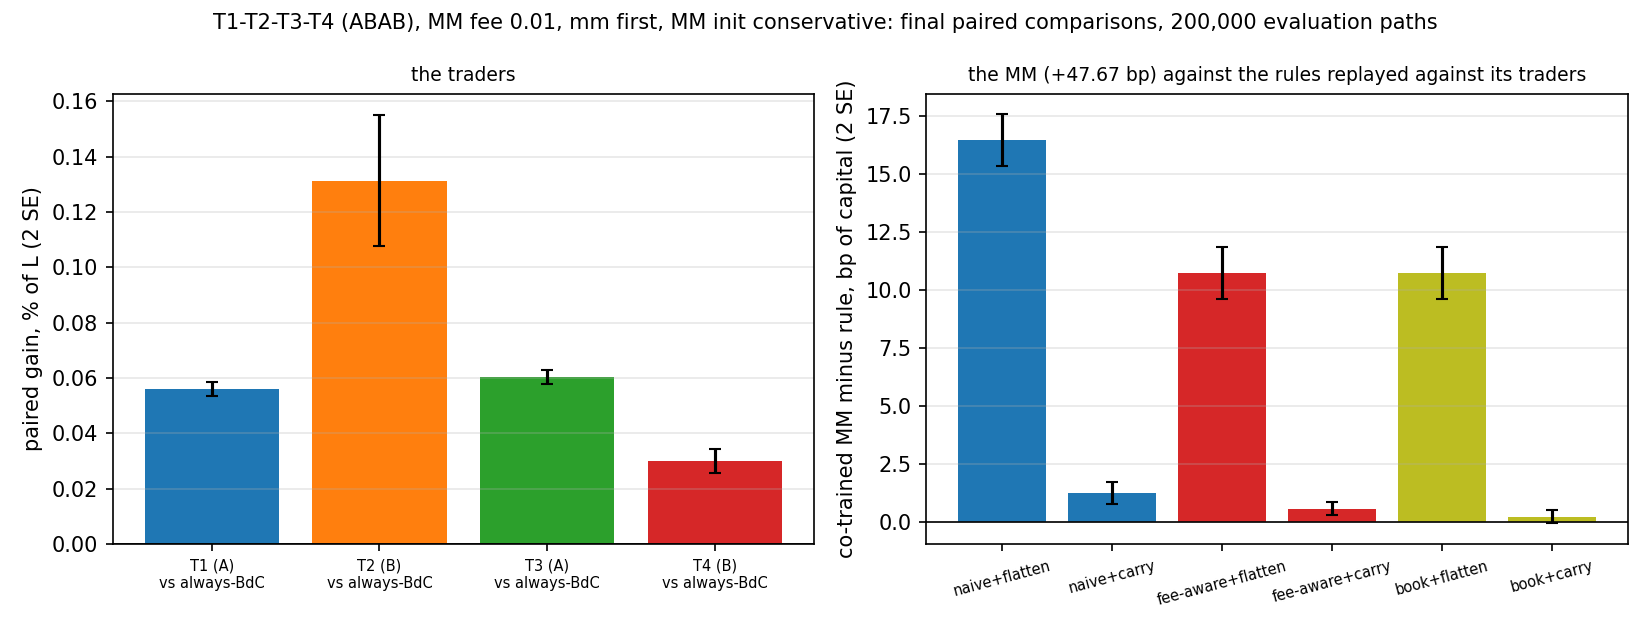 T1-T2-T3-T4 (ABAB), MM fee 0.01, mm first, MM init conservative: final paired comparisons, 200,000 evaluation paths
the traders
paired gain, % of L (2 SE)
0.16
0.14
0.12
0.10
0.08
0.06
0.04
0.02
0.00
T1 (A)
vs always-BdC
T2 (B)
vs always-BdC
T3 (A)
vs always-BdC
T4 (B)
vs always-BdC
the MM (+47.67 bp) against the rules replayed against its traders
co-trained MM minus rule, bp of capital (2 SE)
17.5
15.0
12.5
10.0
7.5
5.0
2.5
0.0
naive+flatten
naive+carry
fee-aware+flatten
fee-aware+carry
book+flatten
book+carry